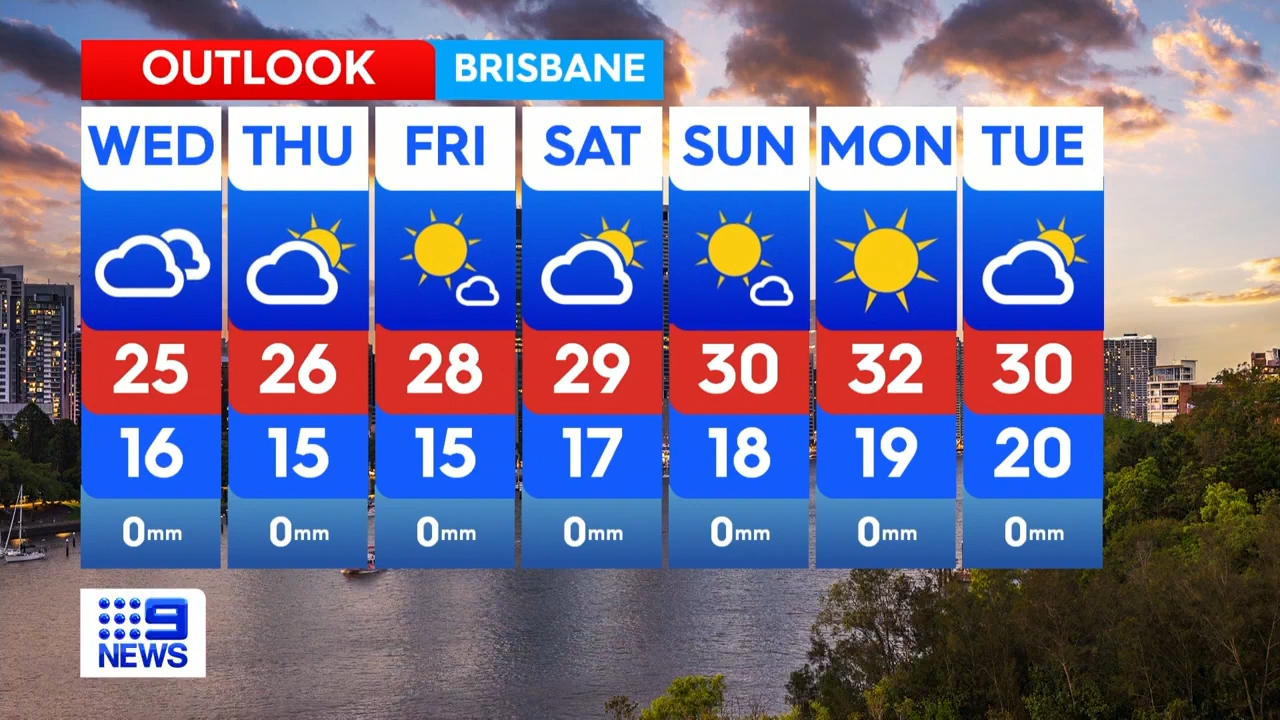 OUTLOOK BRISBANE
WED THU FRI SAT SUN MON TUE
25 26 28 29 30 32 30
16 15 15 17 18 19 20
0mm 0mm 0mm 0mm 0mm 0mm 0mm
9
NEWS